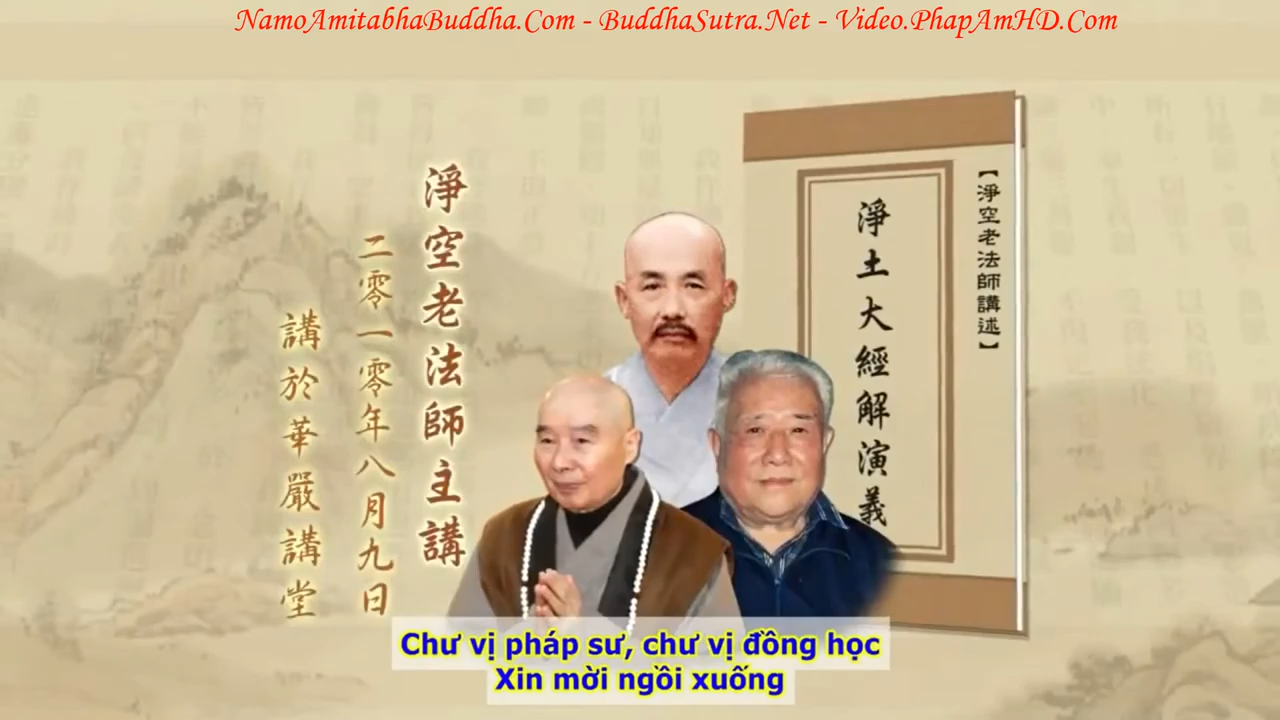 NamoAmitabhaBuddha.Com - BuddhaSutra.Net - Video.PhapAmHD.Com
【淨空老法師講述】
淨土大經解演義
淨空老法師主講
二零一零年八月九日
講於華嚴講堂
Chư vị pháp sư, chư vị đồng học
Xin mời ngồi xuống